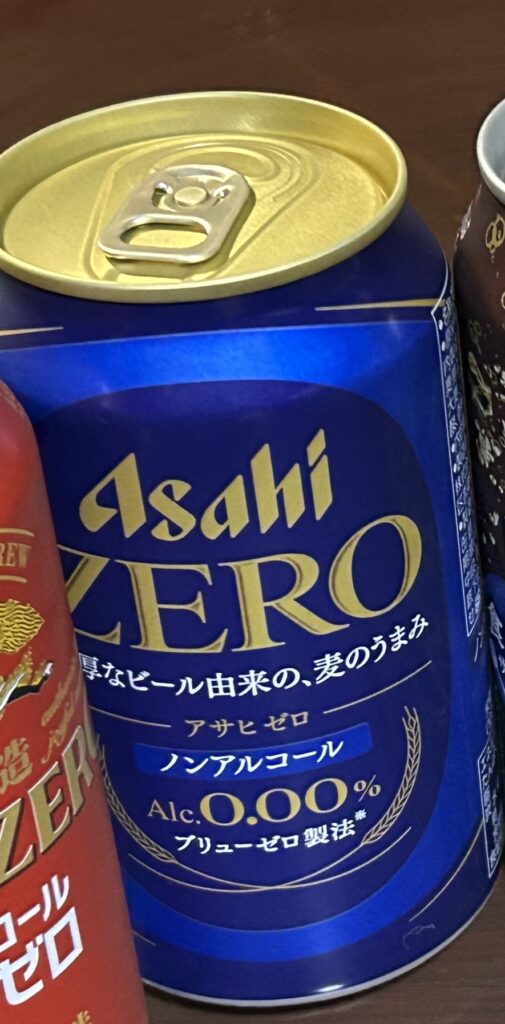 Asahi
ZERO
厚なビール由来の、麦のうまみ
アサヒ ゼロ
ノンアルコール
Alc.0.00%
ブリューゼロ製法※
造
ZERO
コール
ゼロ